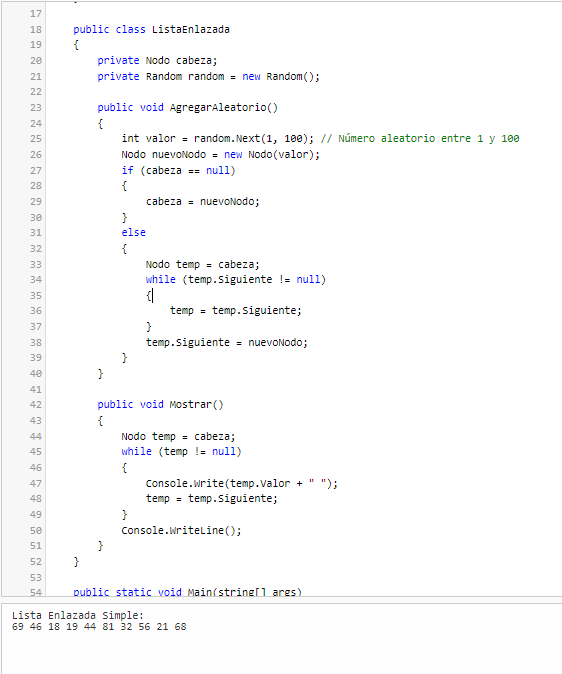 17
18 public class ListaEnlazada
19 {
20 private Nodo cabeza;
21 private Random random = new Random();
22
23 public void AgregarAleatorio()
24 {
25 int valor = random.Next(1, 100); // Número aleatorio entre 1 y 100
26 Nodo nuevoNodo = new Nodo(valor);
27 if (cabeza == null)
28 {
29 cabeza = nuevoNodo;
30 }
31 else
32 {
33 Nodo temp = cabeza;
34 while (temp.Siguiente != null)
35 {
36 temp = temp.Siguiente;
37 }
38 temp.Siguiente = nuevoNodo;
39 }
40 }
41
42 public void Mostrar()
43 {
44 Nodo temp = cabeza;
45 while (temp != null)
46 {
47 Console.Write(temp.Valor + " ");
48 temp = temp.Siguiente;
49 }
50 Console.WriteLine();
51 }
52 }
53
54 public static void Main(string[] args)
Lista Enlazada Simple:
69 46 18 19 44 81 32 56 21 68